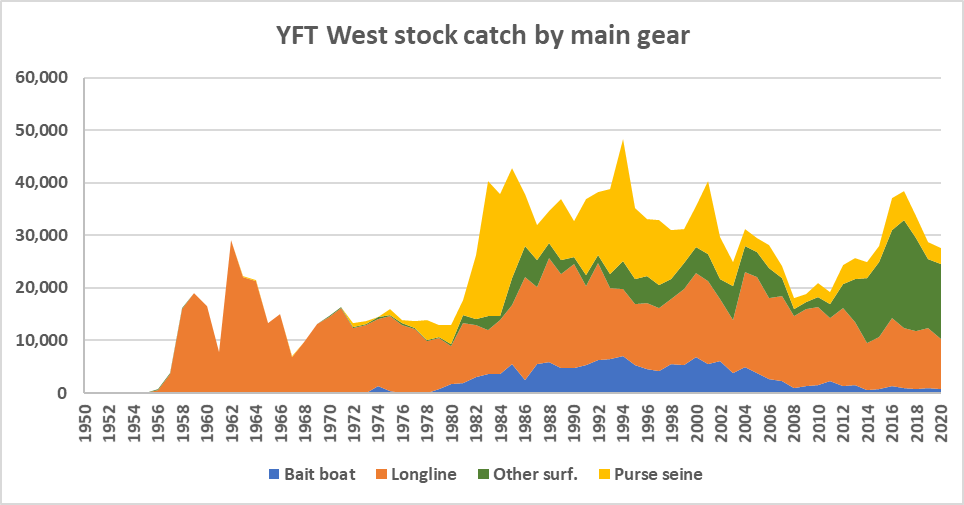 YFT West stock catch by main gear
60,000
50,000
40,000
30,000
20,000
10,000
0
1950 1952 1954 1956 1958 1960 1962 1964 1966 1968 1970 1972 1974 1976 1978 1980 1982 1984 1986 1988 1990 1992 1994 1996 1998 2000 2002 2004 2006 2008 2010 2012 2014 2016 2018 2020
Bait boat Longline Other surf. Purse seine